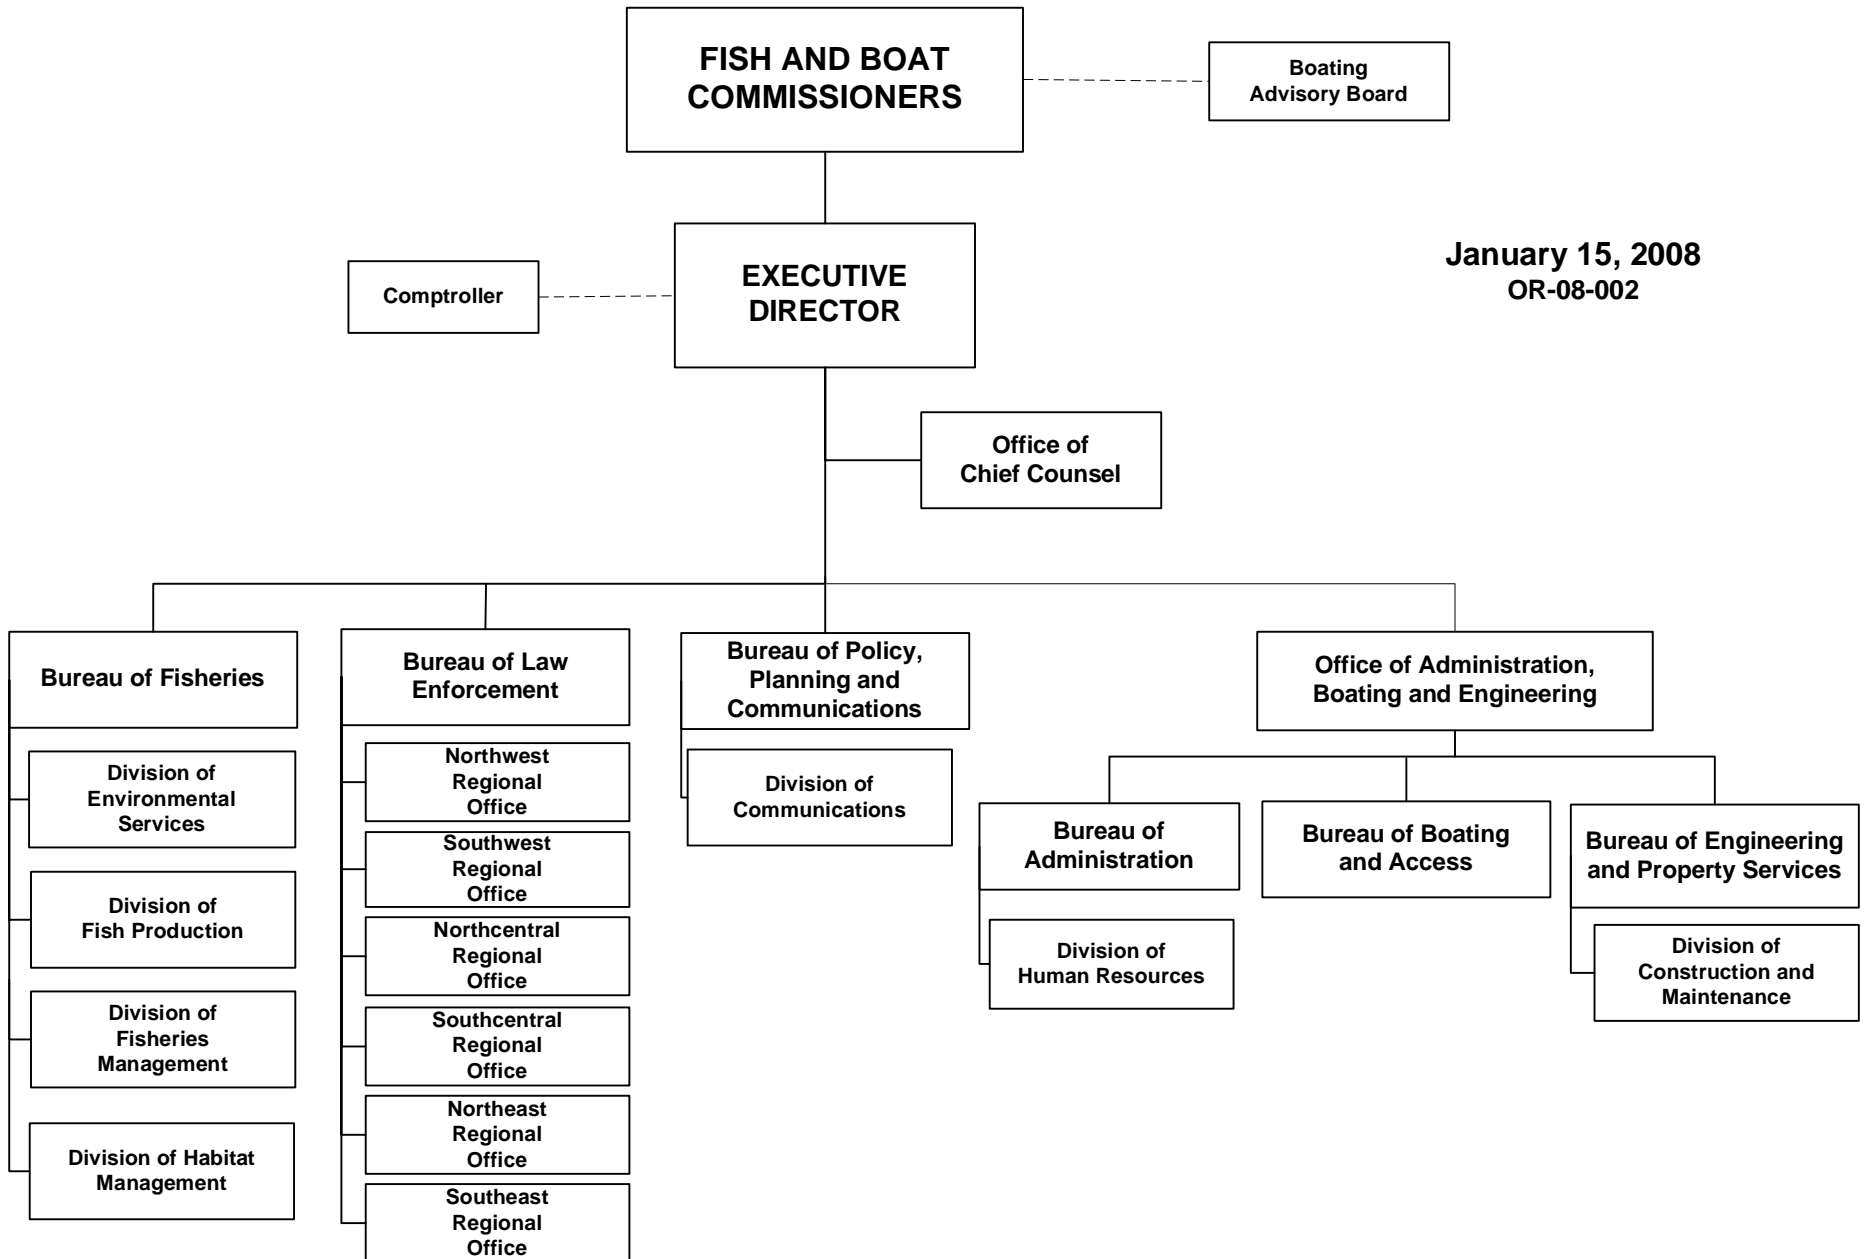 FISH AND BOAT
COMMISSIONERS
Boating
Advisory Board
Comptroller
EXECUTIVE
DIRECTOR
January 15, 2008
OR-08-002
Office of
Chief Counsel
Bureau of Fisheries
Division of
Environmental
Services
Division of
Fish Production
Division of
Fisheries
Management
Division of Habitat
Management
Bureau of Law
Enforcement
Northwest
Regional
Office
Southwest
Regional
Office
Northcentral
Regional
Office
Southcentral
Regional
Office
Northeast
Regional
Office
Southeast
Regional
Office
Bureau of Policy,
Planning and
Communications
Division of
Communications
Office of Administration,
Boating and Engineering
Bureau of
Administration
Division of
Human Resources
Bureau of Boating
and Access
Bureau of Engineering
and Property Services
Division of
Construction and
Maintenance